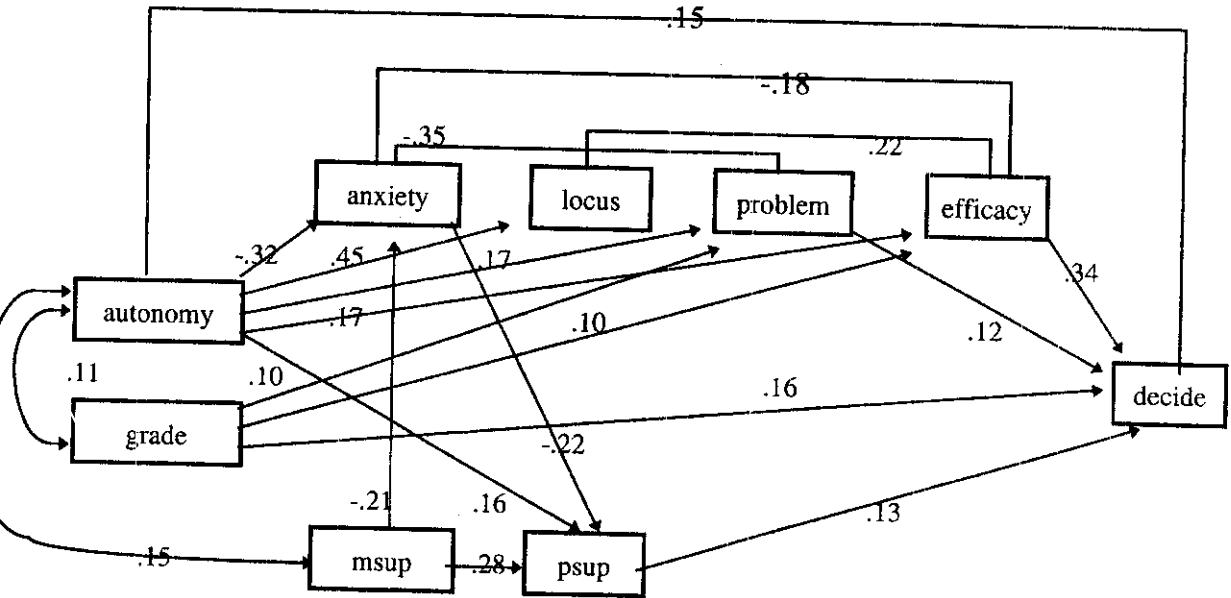 .15
-.18
-.35
.22
anxiety
locus
problem
efficacy
-.32
.45
.17
.34
autonomy
.17
.10
.12
.11
.10
.16
decide
grade
-.22
-.21
.16
.13
.15
msup
.28
psup